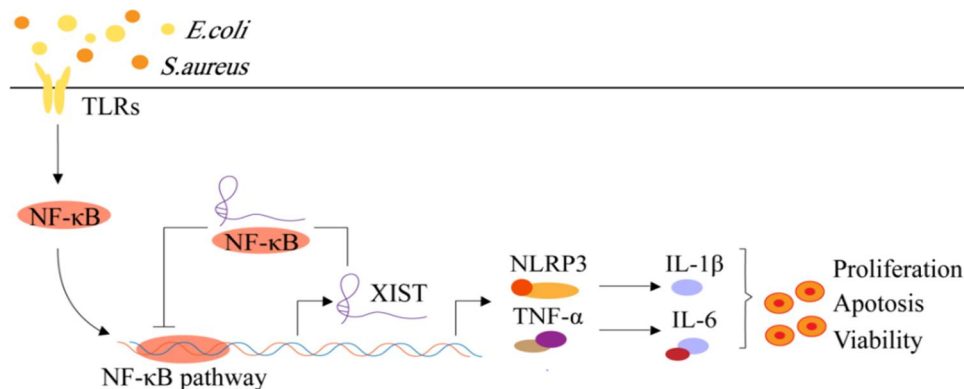 E.coli
S.aureus
TLRs
NF-κB
NF-κB
XIST
NF-κB pathway
NLRP3
TNF-α
IL-1β
IL-6
Proliferation
Apotosis
Viability